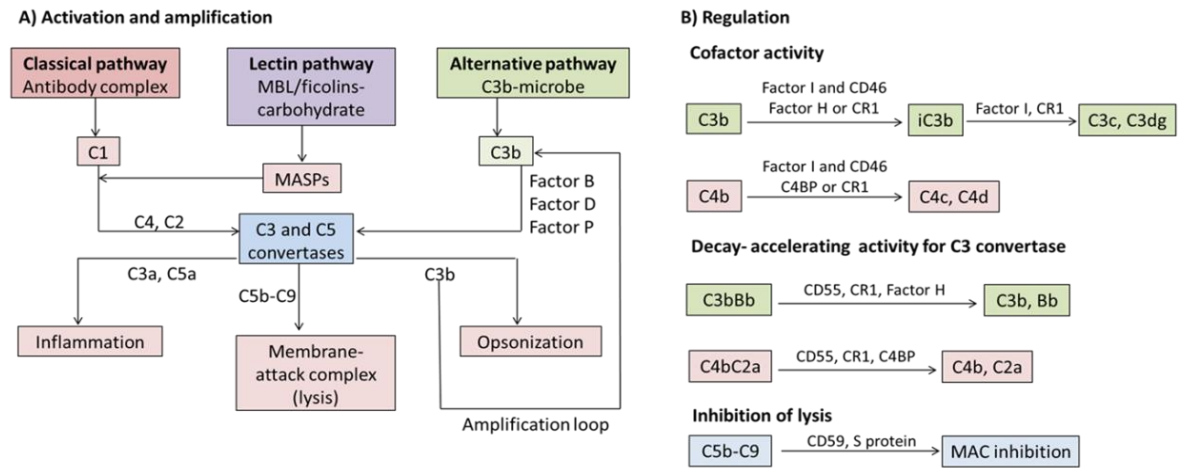 A) Activation and amplification
Classical pathway
Antibody complex
Lectin pathway
MBL/ficolins-
carbohydrate
Alternative pathway
C3b-microbe
C1
MASPs
C3b
Factor B
Factor D
Factor P
C4, C2
C3 and C5
convertases
C3a, C5a
C5b-C9
C3b
Inflammation
Membrane-
attack complex
(lysis)
Opsonization
Amplification loop
B) Regulation
Cofactor activity
C3b
Factor I and CD46
Factor H or CR1
iC3b
Factor I, CR1
C3c, C3dg
C4b
Factor I and CD46
C4BP or CR1
C4c, C4d
Decay- accelerating activity for C3 convertase
C3bBb
CD55, CR1, Factor H
C3b, Bb
C4bC2a
CD55, CR1, C4BP
C4b, C2a
Inhibition of lysis
C5b-C9
CD59, S protein
MAC inhibition